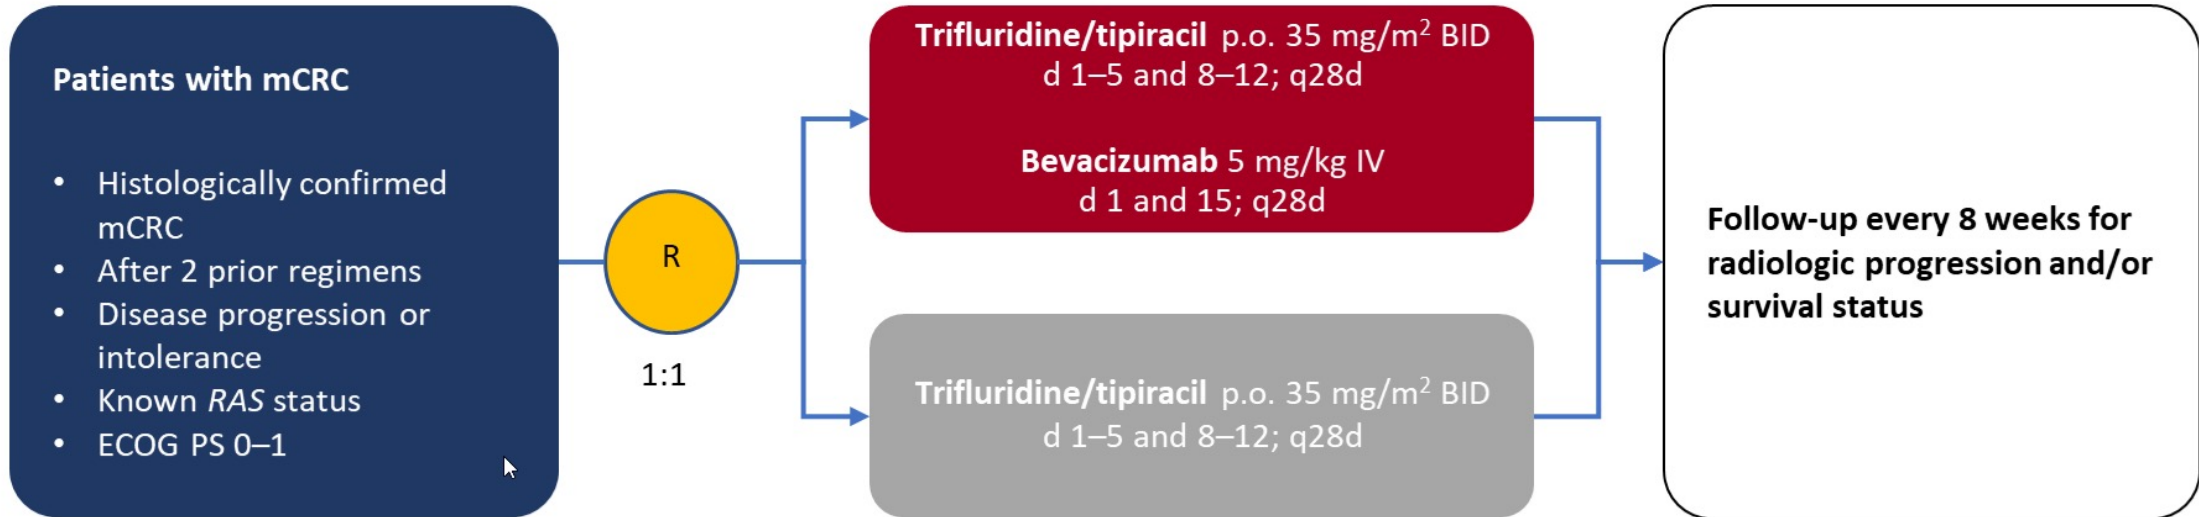 Patients with mCRC
• Histologically confirmed
mCRC
• After 2 prior regimens
• Disease progression or
intolerance
• Known RAS status
• ECOG PS 0–1
R
1:1
Trifluridine/tipiracil p.o. 35 mg/m² BID
d 1–5 and 8–12; q28d
Bevacizumab 5 mg/kg IV
d 1 and 15; q28d
Trifluridine/tipiracil p.o. 35 mg/m² BID
d 1–5 and 8–12; q28d
Follow-up every 8 weeks for
radiologic progression and/or
survival status